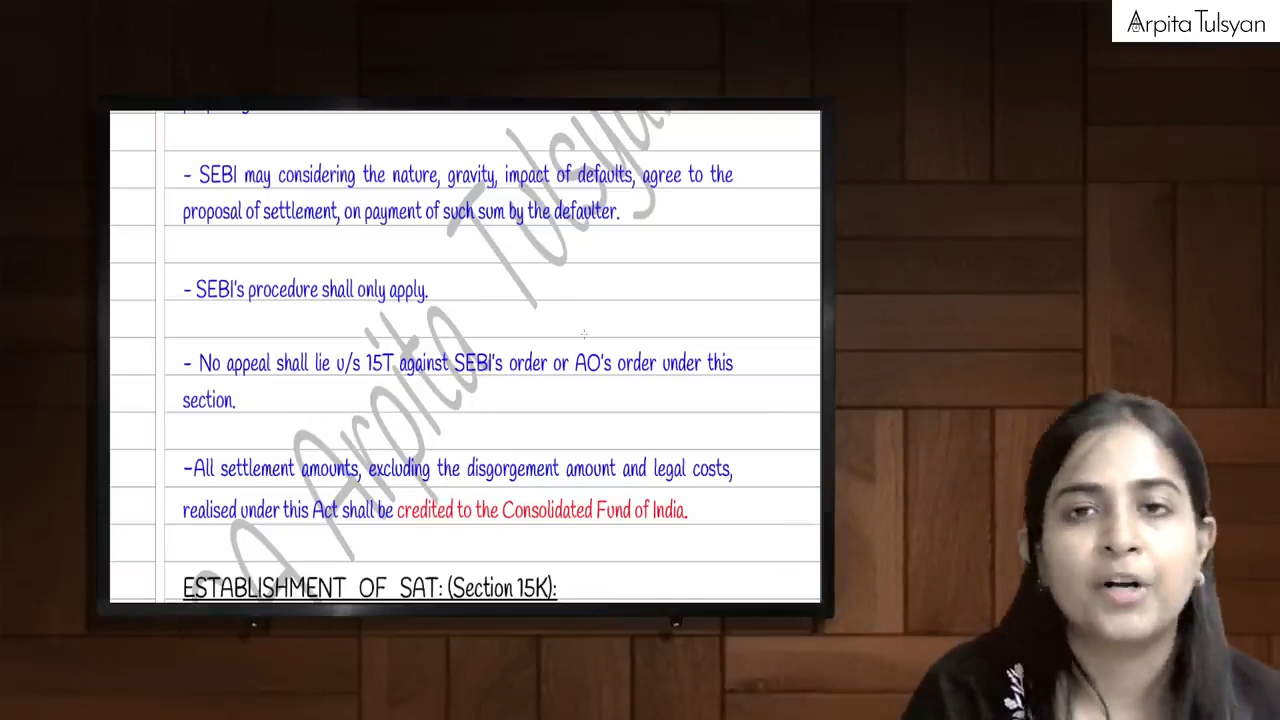 Arpita Tulsyan
- SEBI may considering the nature, gravity, impact of defaults, agree to the
proposal of settlement, on payment of such sum by the defaulter.
- SEBI's procedure shall only apply.
- No appeal shall lie u/s 15T against SEBI's order or AO's order under this
section.
-All settlement amounts, excluding the disgorgement amount and legal costs,
realised under this Act shall be credited to the Consolidated Fund of India.
ESTABLISHMENT OF SAT: (Section 15K):
CA Arpita Tulsyan